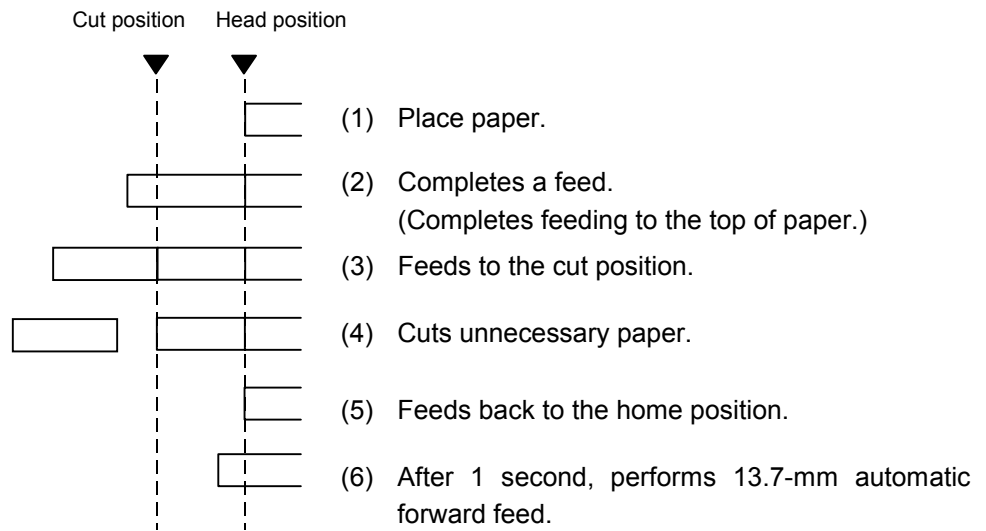 Cut position Head position
(1) Place paper.
(2) Completes a feed.
(Completes feeding to the top of paper.)
(3) Feeds to the cut position.
(4) Cuts unnecessary paper.
(5) Feeds back to the home position.
(6) After 1 second, performs 13.7-mm automatic
forward feed.